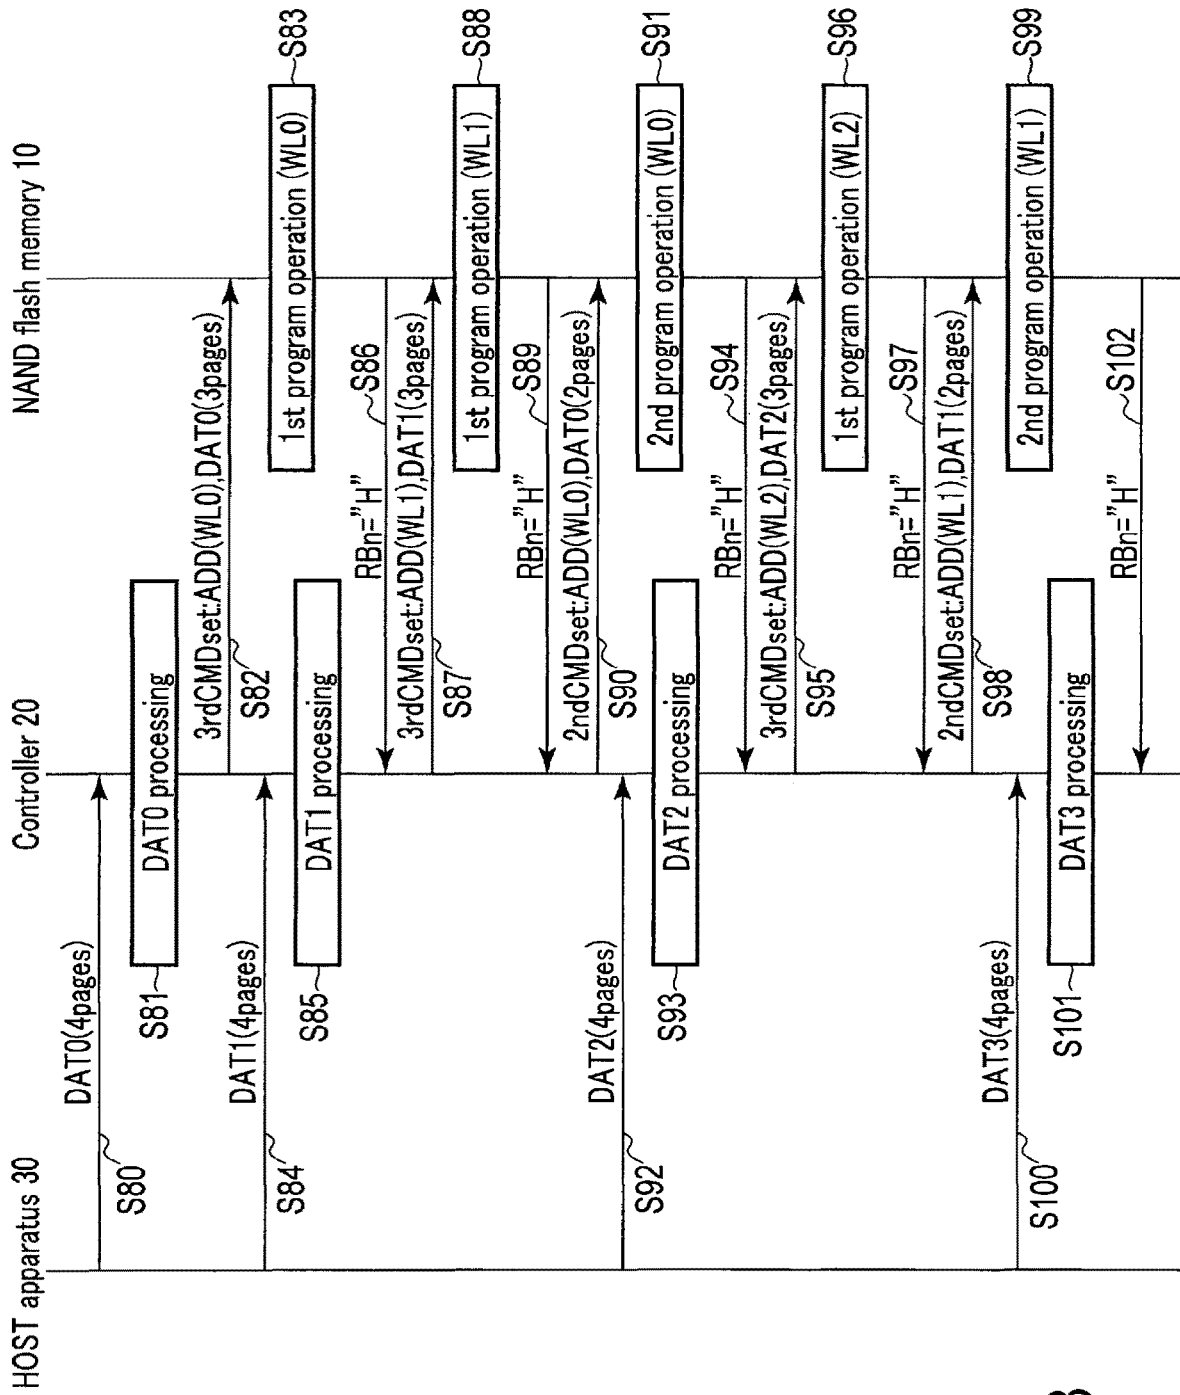 HOST apparatus 30
Controller 20
NAND flash memory 10
DAT0(4pages)
S80
DAT0 processing
S81
3rdCMDset:ADD(WL0),DAT0(3pages)
S82
1st program operation (WL0)
S83
DAT1(4pages)
S84
DAT1 processing
S85
RBn="H"
S86
3rdCMDset:ADD(WL1),DAT1(3pages)
S87
1st program operation (WL1)
S88
RBn="H"
S89
2ndCMDset:ADD(WL0),DAT0(2pages)
S90
2nd program operation (WL0)
S91
DAT2(4pages)
S92
DAT2 processing
S93
RBn="H"
S94
3rdCMDset:ADD(WL2),DAT2(3pages)
S95
1st program operation (WL2)
S96
RBn="H"
S97
2ndCMDset:ADD(WL1),DAT1(2pages)
S98
2nd program operation (WL1)
S99
DAT3(4pages)
S100
DAT3 processing
S101
RBn="H"
S102